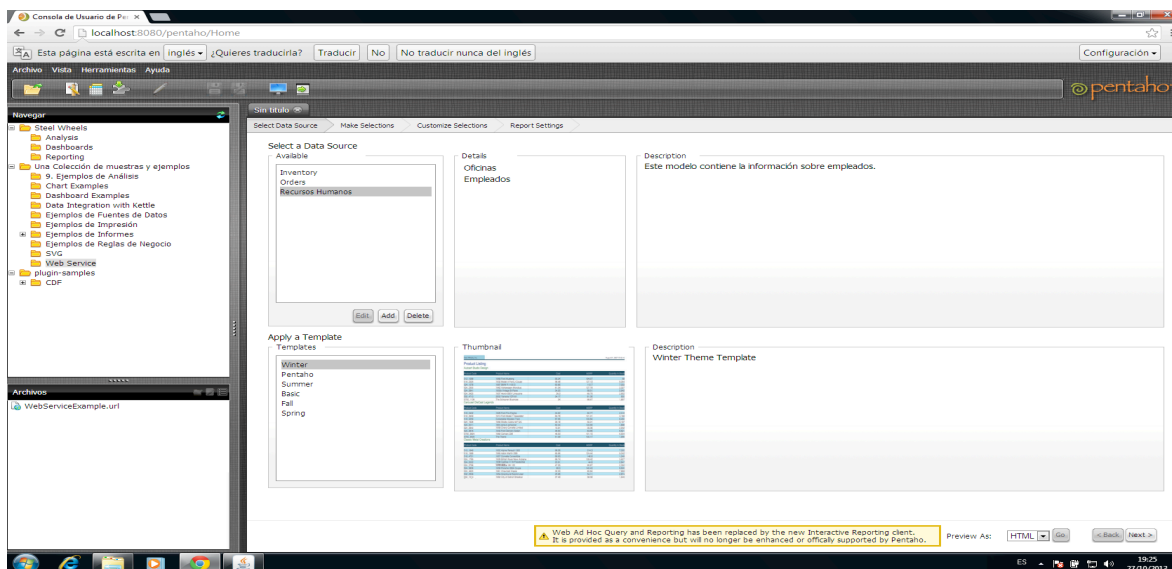 Consola de Usuario de Pe
localhost:8080/pentaho/Home
Esta página está escrita en inglés ¿Quieres traducirla? Traducir No No traducir nunca del inglés Configuración
Archivo Vista Herramientas Ayuda
pentaho
Navegar
Steel Wheels
Analysis
Dashboards
Reporting
Una Colección de muestras y ejemplos
9. Ejemplos de Análisis
Chart Examples
Dashboard Examples
Data Integration with Kettle
Ejemplos de Fuentes de Datos
Ejemplos de Impresión
Ejemplos de Informes
Ejemplos de Reglas de Negocio
SVG
Web Service
plugin-samples
CDF
Archivos
WebServiceExample.url
Sin título
Select Data Source Make Selections Customize Selections Report Settings
Select a Data Source
Available
Inventory
Orders
Recursos Humanos
Edit Add Delete
Details
Oficinas
Empleados
Description
Este modelo contiene la información sobre empleados.
Apply a Template
Templates
Winter
Pentaho
Summer
Basic
Fall
Spring
Thumbnail
Description
Winter Theme Template
Web Ad Hoc Query and Reporting has been replaced by the new Interactive Reporting client.
It is provided as a convenience but will no longer be enhanced or offically supported by Pentaho.
Preview As: HTML Go < Back Next >
ES 19:25
27/10/2013